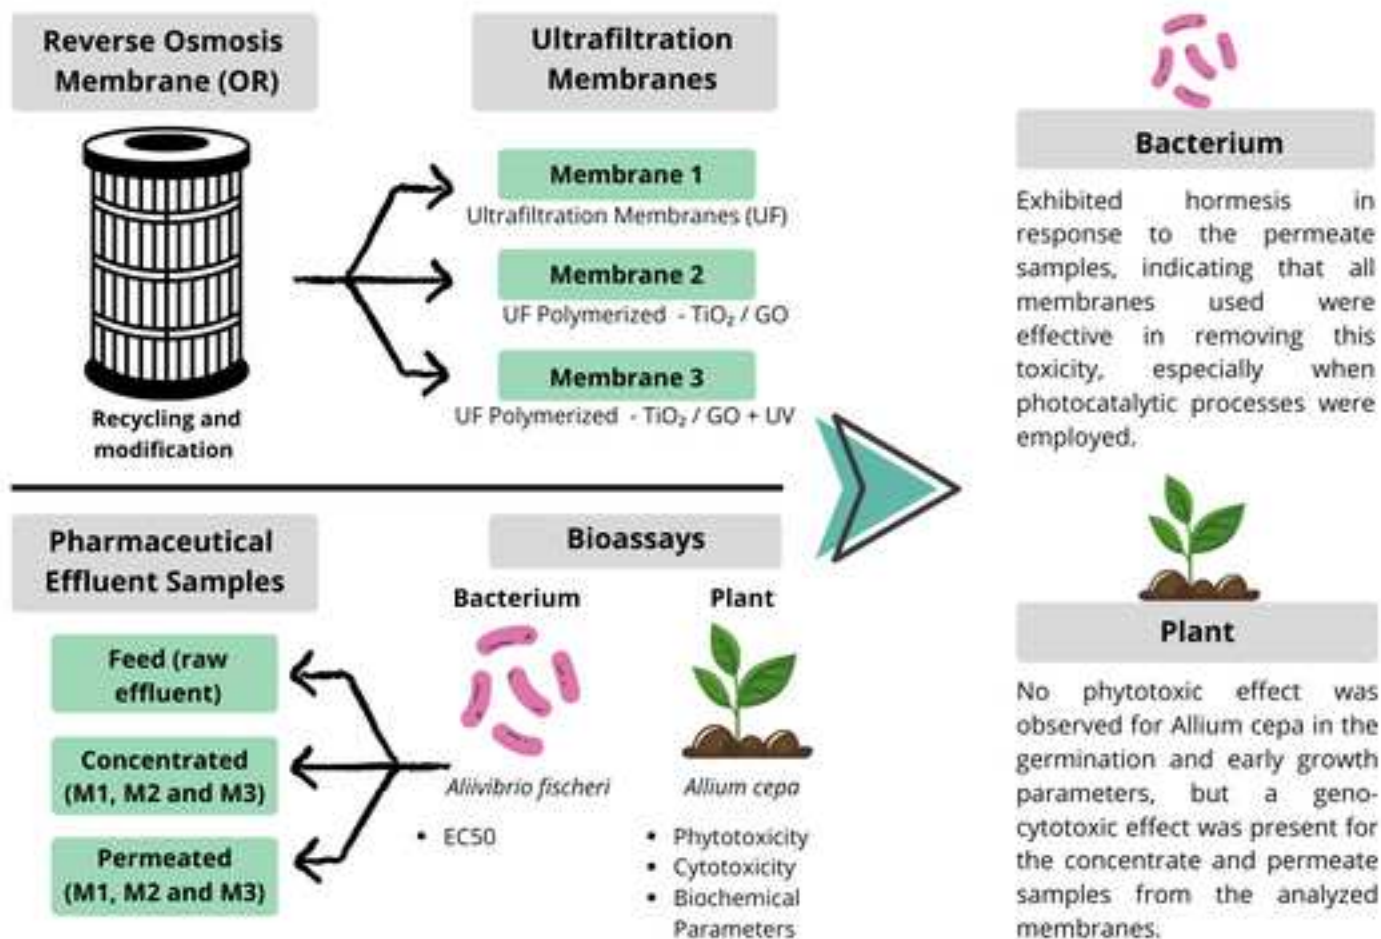 Reverse Osmosis
Membrane (OR)
Recycling and
modification
Ultrafiltration
Membranes
Membrane 1
Ultrafiltration Membranes (UF)
Membrane 2
UF Polymerized - TiO₂ / GO
Membrane 3
UF Polymerized - TiO₂ / GO + UV
Pharmaceutical
Effluent Samples
Feed (raw
effluent)
Concentrated
(M1, M2 and M3)
Permeated
(M1, M2 and M3)
Bioassays
Bacterium
Aliivibrio fischeri
• EC50
Plant
Allium cepa
• Phytotoxicity
• Cytotoxicity
• Biochemical
Parameters
Bacterium
Exhibited hormesis in
response to the permeate
samples, indicating that all
membranes used were
effective in removing this
toxicity, especially when
photocatalytic processes were
employed.
Plant
No phytotoxic effect was
observed for Allium cepa in the
germination and early growth
parameters, but a geno-
cytotoxic effect was present for
the concentrate and permeate
samples from the analyzed
membranes.